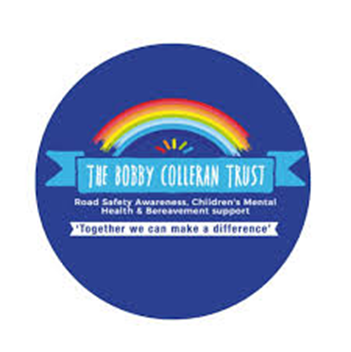 THE BOBBY COLLERAN TRUST
Road Safety Awareness, Children's Mental
Health & Bereavement support
'Together we can make a difference'